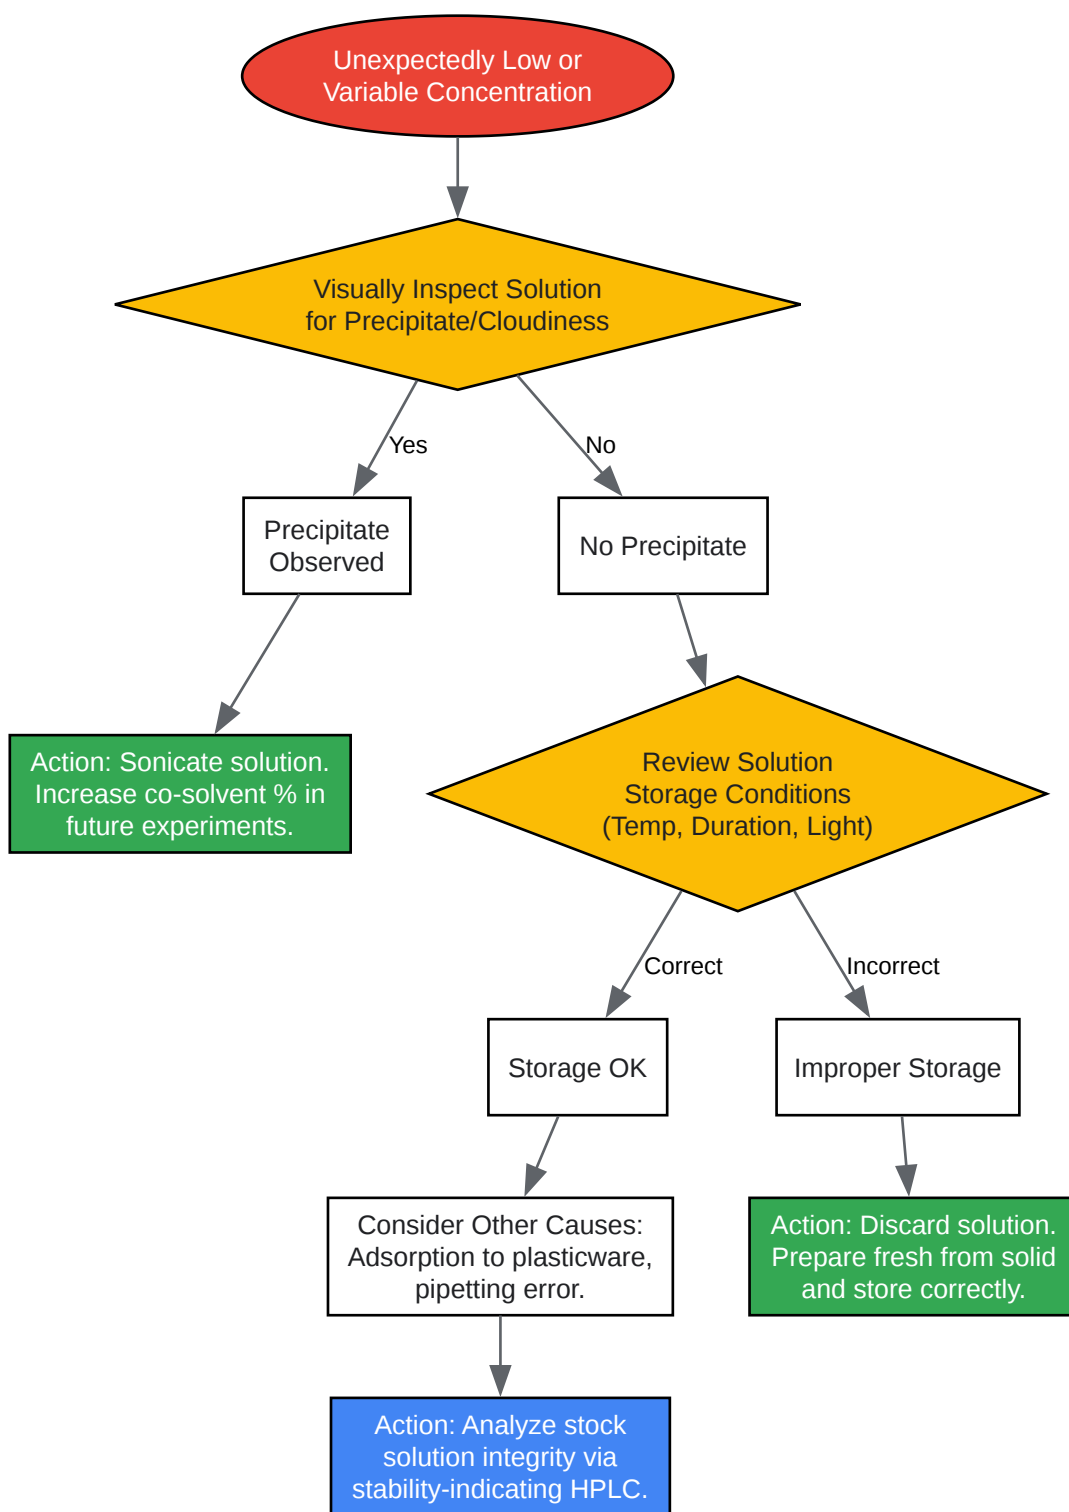 Unexpectedly Low or
Variable Concentration
Visually Inspect Solution
for Precipitate/Cloudiness
Yes
No
Precipitate
Observed
No Precipitate
Action: Sonicate solution.
Increase co-solvent % in
future experiments.
Review Solution
Storage Conditions
(Temp, Duration, Light)
Correct
Incorrect
Storage OK
Improper Storage
Consider Other Causes:
Adsorption to plasticware,
pipetting error.
Action: Discard solution.
Prepare fresh from solid
and store correctly.
Action: Analyze stock
solution integrity via
stability-indicating HPLC.